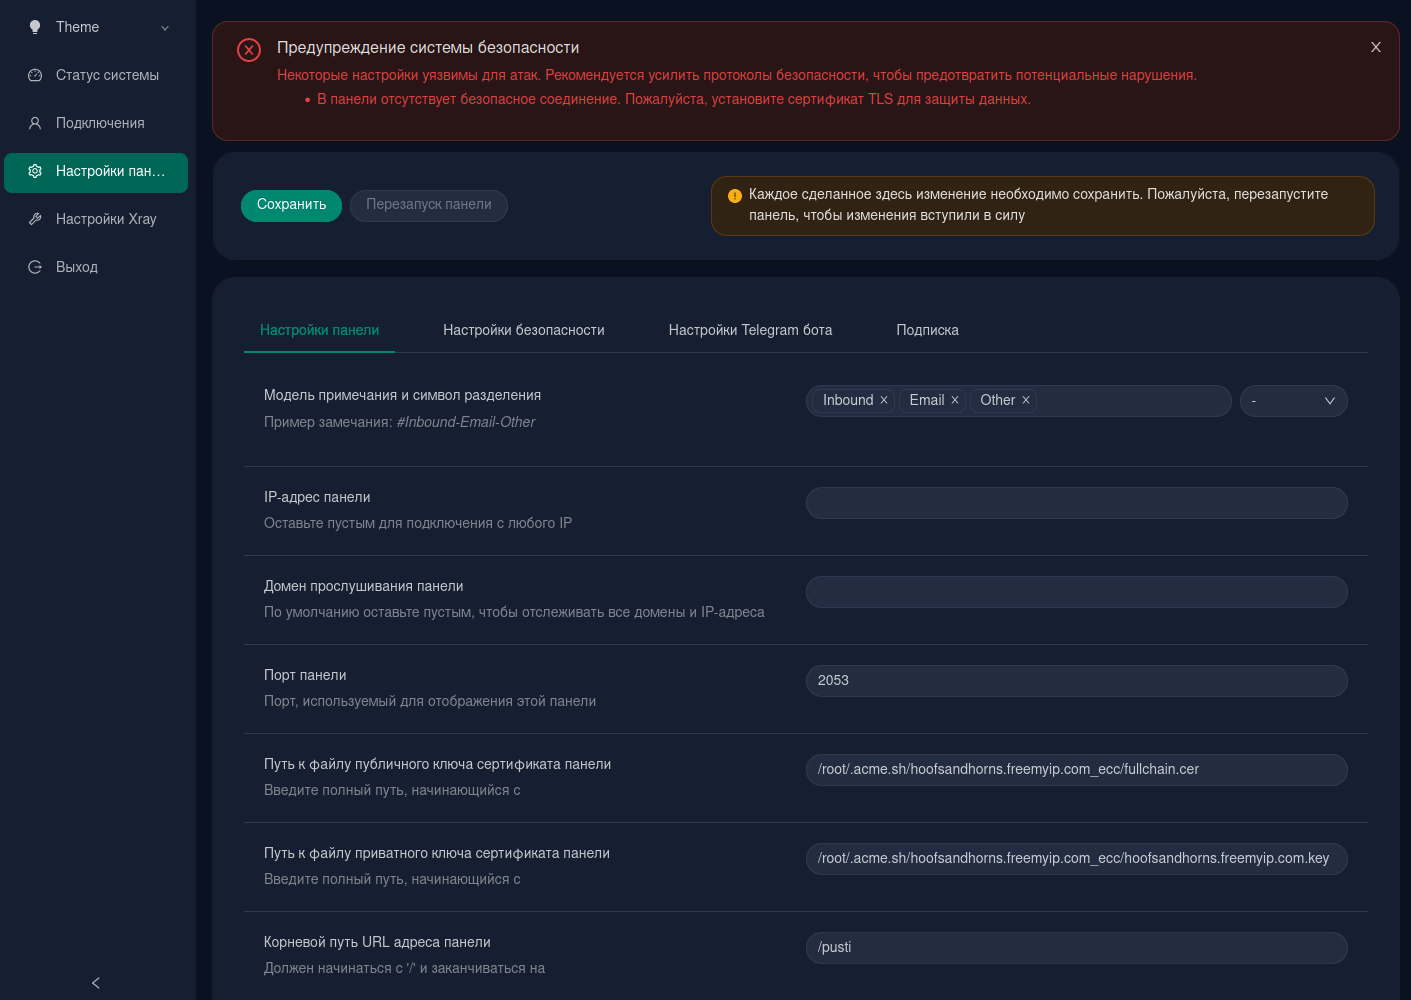 Theme
Статус системы
Подключения
Настройки пан...
Настройки Xray
Выход
Предупреждение системы безопасности
Некоторые настройки уязвимы для атак. Рекомендуется усилить протоколы безопасности, чтобы предотвратить потенциальные нарушения.
• В панели отсутствует безопасное соединение. Пожалуйста, установите сертификат TLS для защиты данных.
Сохранить
Перезапуск панели
Каждое сделанное здесь изменение необходимо сохранить. Пожалуйста, перезапустите
панель, чтобы изменения вступили в силу
Настройки панели
Настройки безопасности
Настройки Telegram бота
Подписка
Модель примечания и символ разделения
Пример замечания: #Inbound-Email-Other
Inbound
Email
Other
-
IP-адрес панели
Оставьте пустым для подключения с любого IP
Домен прослушивания панели
По умолчанию оставьте пустым, чтобы отслеживать все домены и IP-адреса
Порт панели
Порт, используемый для отображения этой панели
2053
Путь к файлу публичного ключа сертификата панели
Введите полный путь, начинающийся с
/root/.acme.sh/hoofsandhorns.freemyip.com_ecc/fullchain.cer
Путь к файлу приватного ключа сертификата панели
Введите полный путь, начинающийся с
/root/.acme.sh/hoofsandhorns.freemyip.com_ecc/hoofsandhorns.freemyip.com.key
Корневой путь URL адреса панели
Должен начинаться с '/' и заканчиваться на
/pusti